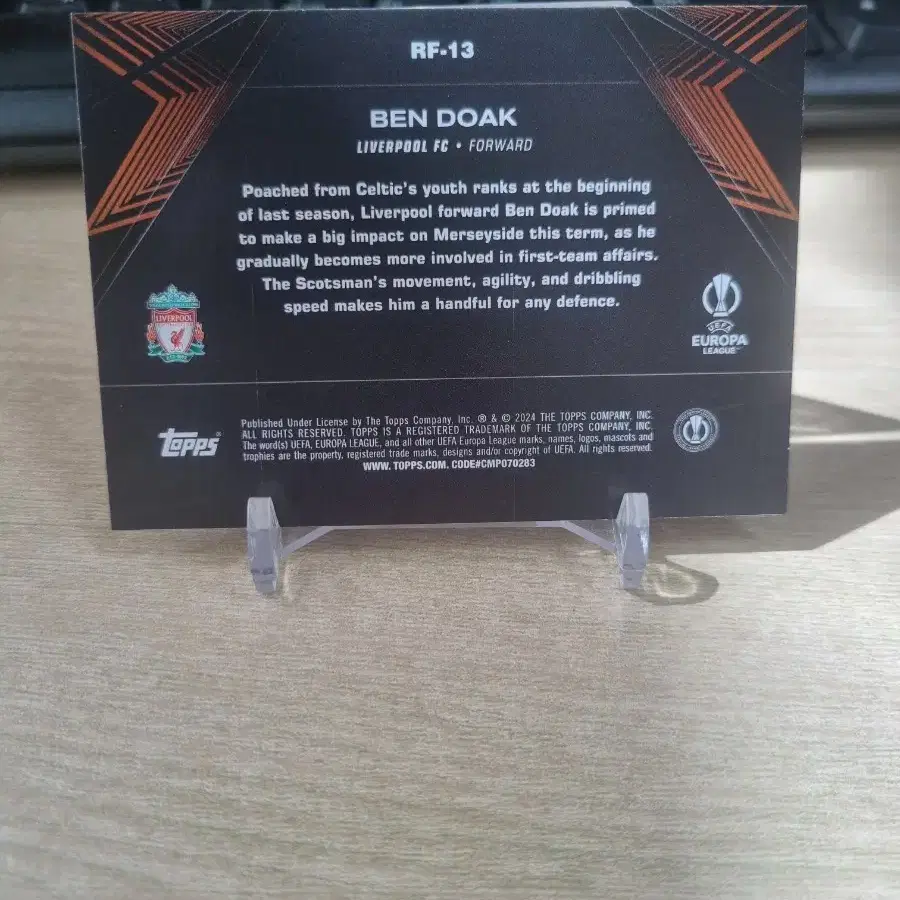 RF-13
BEN DOAK
LIVERPOOL FC • FORWARD
Poached from Celtic's youth ranks at the beginning
of last season, Liverpool forward Ben Doak is primed
to make a big impact on Merseyside this term, as he
gradually becomes more involved in first-team affairs.
The Scotsman's movement, agility, and dribbling
speed makes him a handful for any defence.
LIVERPOOL
UEFA
EUROPA
LEAGUE™
topps®
Published Under License by The Topps Company, Inc. ® & © 2024 THE TOPPS COMPANY, INC.
ALL RIGHTS RESERVED. TOPPS IS A REGISTERED TRADEMARK OF THE TOPPS COMPANY, INC.
The word(s) UEFA, EUROPA LEAGUE, and all other UEFA Europa League marks, names, logos, mascots and
trophies are the property, registered trade marks, designs and/or copyright of UEFA. All rights reserved.
WWW. TOPPS.COM. CODE#CMP070283